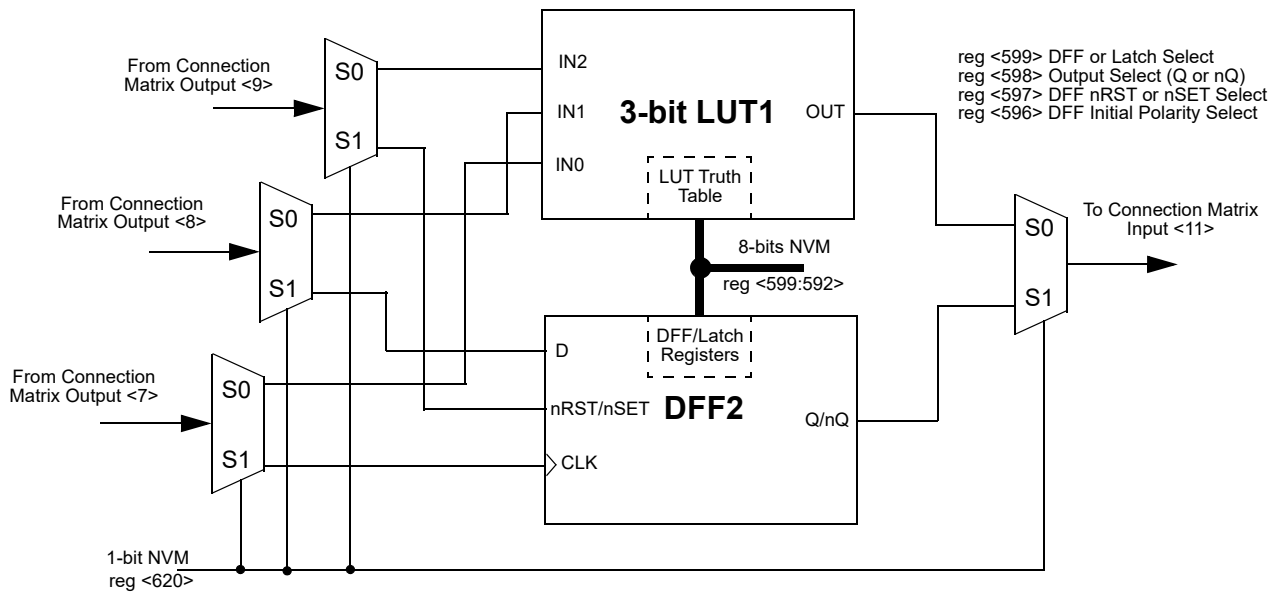 From Connection
Matrix Output <9>
S0
S1
From Connection
Matrix Output <8>
S0
S1
From Connection
Matrix Output <7>
S0
S1
1-bit NVM
reg <620>
IN2
IN1
IN0
3-bit LUT1
OUT
LUT Truth
Table
8-bits NVM
reg <599:592>
DFF/Latch
Registers
D
nRST/nSET
CLK
DFF2
Q/nQ
reg <599> DFF or Latch Select
reg <598> Output Select (Q or nQ)
reg <597> DFF nRST or nSET Select
reg <596> DFF Initial Polarity Select
S0
S1
To Connection Matrix
Input <11>